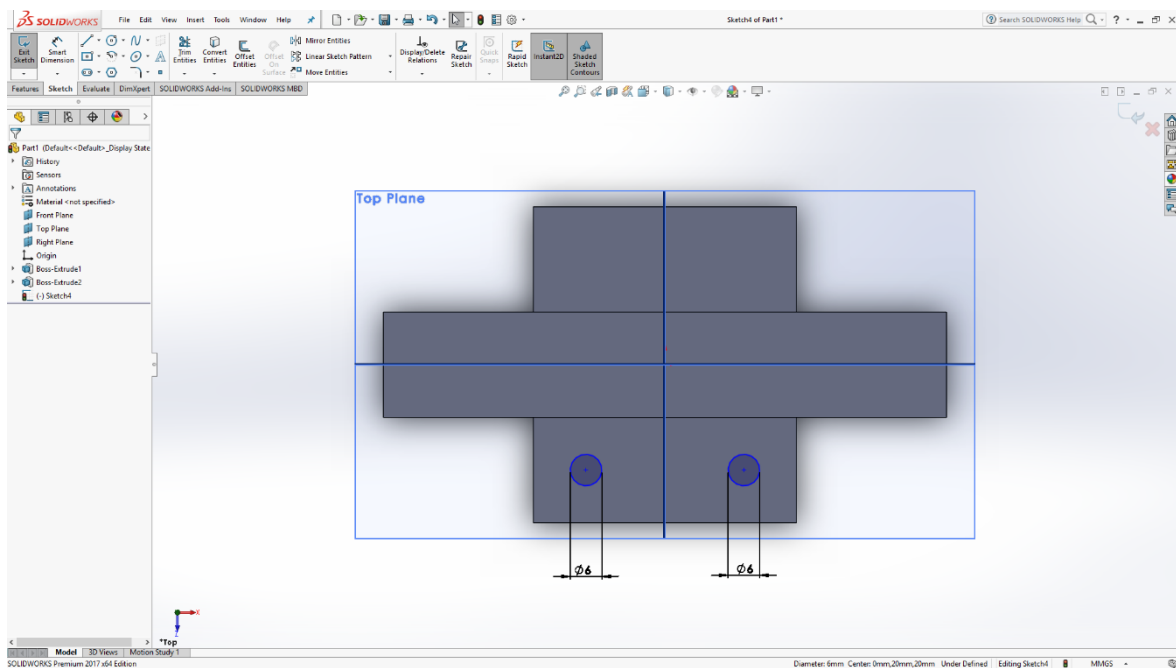 SOLIDWORKS File Edit View Insert Tools Window Help Sketch4 of Part1 * Search SOLIDWORKS Help
Exit Sketch Smart Dimension Trim Entities Convert Entities Offset Entities Offset On Surface Mirror Entities Linear Sketch Pattern Move Entities Display/Delete Relations Repair Sketch Quick Snaps Rapid Sketch Instant2D Shaded Sketch Contours
Features Sketch Evaluate DimXpert SOLIDWORKS Add-Ins SOLIDWORKS MBD
Part1 (Default<<Default>_Display State
History
Sensors
Annotations
Material <not specified>
Front Plane
Top Plane
Right Plane
Origin
Boss-Extrude1
Boss-Extrude2
(-) Sketch4
Top Plane
Ø6 Ø6
X
Z
*Top
Model 3D Views Motion Study 1
SOLIDWORKS Premium 2017 x64 Edition Diameter: 6mm Center: 0mm,20mm,20mm Under Defined Editing Sketch4 MMGS